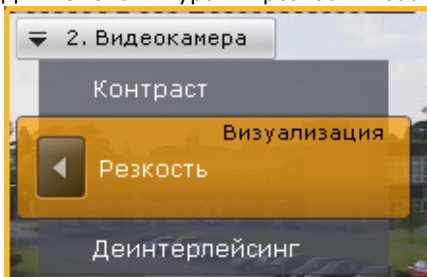 2. Видеокамера
Контраст
Визуализация
Резкость
Деинтерлейсинг